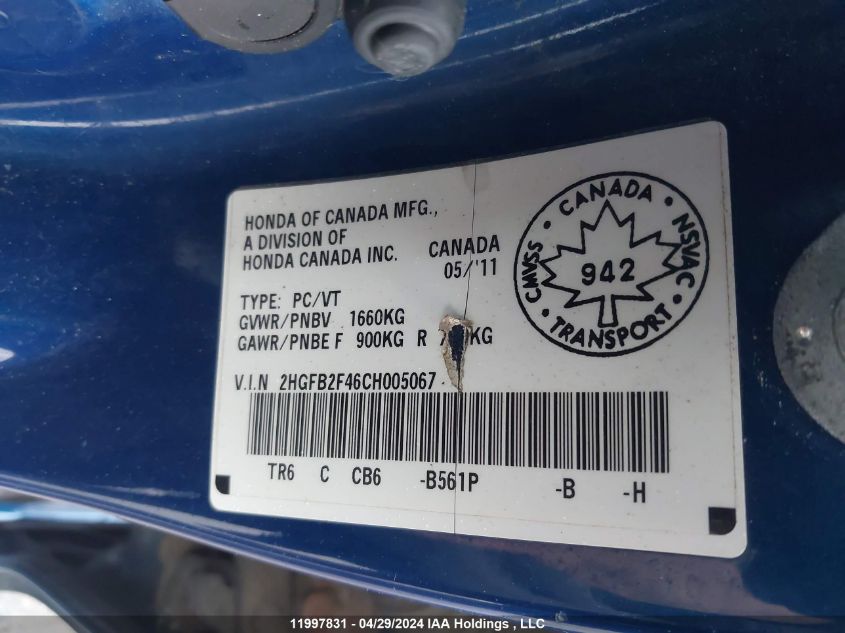 HONDA OF CANADA MFG.,
A DIVISION OF
HONDA CANADA INC.
CANADA
05/'11
TYPE: PC/VT
GVWR/PNBV 1660KG
GAWR/PNBE F 900KG R KG
V.I.N 2HGFB2F46CH005067
TR6 C CB6 -B561P -B -H
CANADA
CMVSS
942
NSVAC
TRANSPORT
11997831 - 04/29/2024 IAA Holdings , LLC